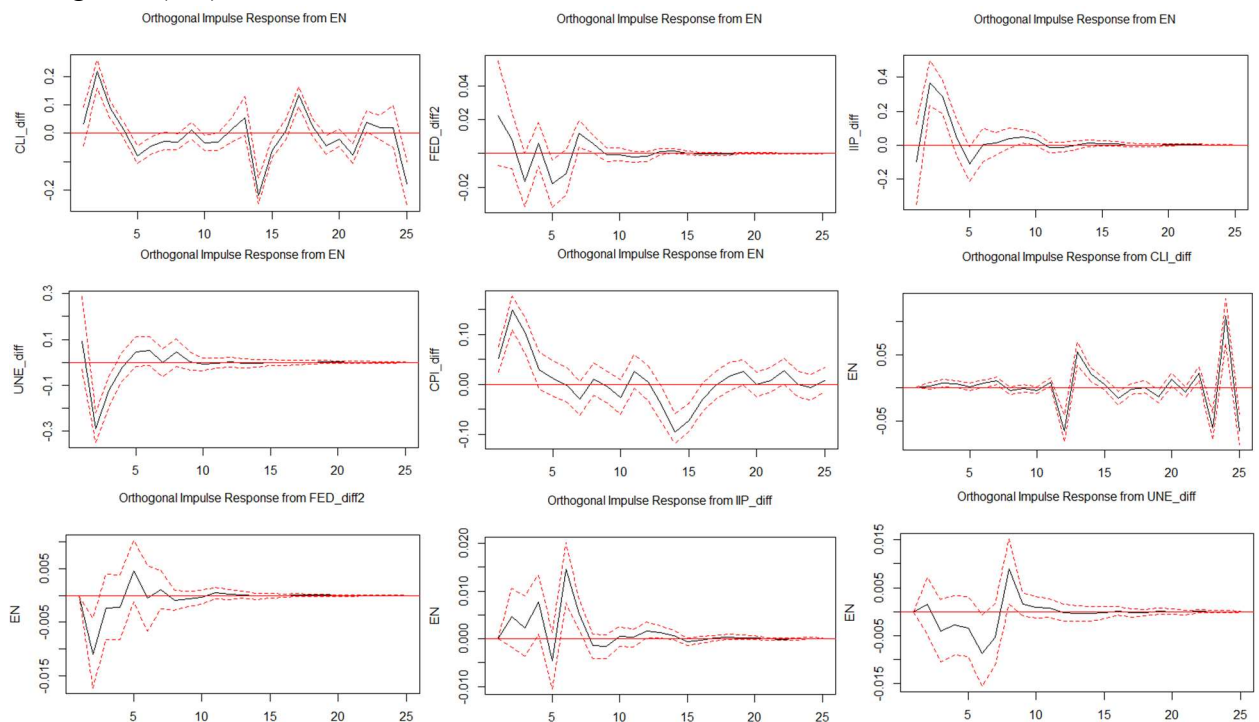 Orthogonal Impulse Response from EN
Orthogonal Impulse Response from EN
Orthogonal Impulse Response from EN
CLI_diff
0.2
0.1
0.0
-0.2
5 10 15 20 25
FED_diff2
0.04
0.00
-0.02
5 10 15 20 25
IIP_diff
0.4
0.2
0.0
-0.2
5 10 15 20 25
Orthogonal Impulse Response from EN
Orthogonal Impulse Response from EN
Orthogonal Impulse Response from CLI_diff
UNE_diff
0.3
0.1
-0.1
-0.3
5 10 15 20 25
CPI_diff
0.10
0.00
-0.10
5 10 15 20 25
EN
0.05
-0.05
5 10 15 20 25
Orthogonal Impulse Response from FED_diff2
Orthogonal Impulse Response from IIP_diff
Orthogonal Impulse Response from UNE_diff
EN
0.005
-0.005
-0.015
5 10 15 20 25
EN
0.020
0.010
0.000
-0.010
5 10 15 20 25
EN
0.015
0.005
-0.005
-0.015
5 10 15 20 25